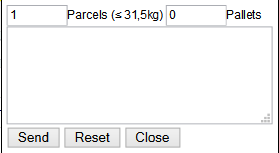 1 Parcels (≤ 31,5kg) 0 Pallets
Send Reset Close